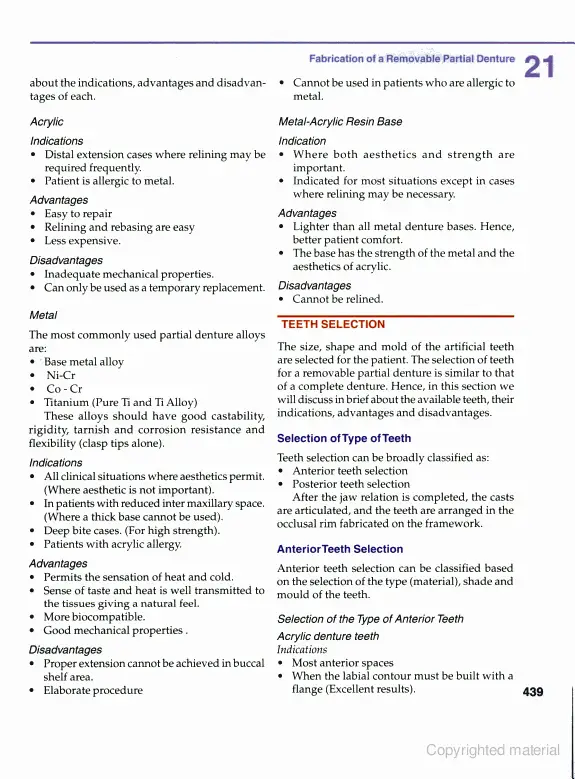 Fabrication of a Removable Partial Denture 21
about the indications, advantages and disadvan-
tages of each.
Acrylic
Indications
• Distal extension cases where relining may be
required frequently.
• Patient is allergic to metal.
Advantages
• Easy to repair
• Relining and rebasing are easy
• Less expensive.
Disadvantages
• Inadequate mechanical properties.
• Can only be used as a temporary replacement.
Metal
The most commonly used partial denture alloys
are:
• Base metal alloy
• Ni-Cr
• Co - Cr
• Titanium (Pure Ti and Ti Alloy)
These alloys should have good castability,
rigidity, tarnish and corrosion resistance and
flexibility (clasp tips alone).
Indications
• All clinical situations where aesthetics permit.
(Where aesthetic is not important).
• In patients with reduced inter maxillary space.
(Where a thick base cannot be used).
• Deep bite cases. (For high strength).
• Patients with acrylic allergy.
Advantages
• Permits the sensation of heat and cold.
• Sense of taste and heat is well transmitted to
the tissues giving a natural feel.
• More biocompatible.
• Good mechanical properties .
Disadvantages
• Proper extension cannot be achieved in buccal
shelf area.
• Elaborate procedure
• Cannot be used in patients who are allergic to
metal.
Metal-Acrylic Resin Base
Indication
• Where both aesthetics and strength are
important.
• Indicated for most situations except in cases
where relining may be necessary.
Advantages
• Lighter than all metal denture bases. Hence,
better patient comfort.
• The base has the strength of the metal and the
aesthetics of acrylic.
Disadvantages
• Cannot be relined.
TEETH SELECTION
The size, shape and mold of the artificial teeth
are selected for the patient. The selection of teeth
for a removable partial denture is similar to that
of a complete denture. Hence, in this section we
will discuss in brief about the available teeth, their
indications, advantages and disadvantages.
Selection of Type of Teeth
Teeth selection can be broadly classified as:
• Anterior teeth selection
• Posterior teeth selection
After the jaw relation is completed, the casts
are articulated, and the teeth are arranged in the
occlusal rim fabricated on the framework.
Anterior Teeth Selection
Anterior teeth selection can be classified based
on the selection of the type (material), shade and
mould of the teeth.
Selection of the Type of Anterior Teeth
Acrylic denture teeth
Indications
• Most anterior spaces
• When the labial contour must be built with a
flange (Excellent results).
439
Copyrighted material